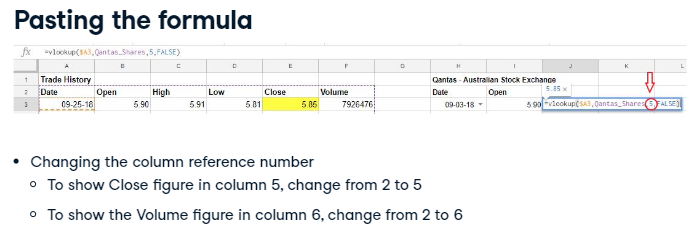 Pasting the formula
fx =vlookup($A3,Qantas_Shares,5,FALSE)
A B C D E F G H I J K L
1 Trade History Qantas - Australian Stock Exchange
2 Date Open High Low Close Volume Date Open 5.85 ×
3 09-25-18 5.90 5.91 5.81 5.85 7926476 09-03-18 5.90 =vlookup($A3,Qantas_Shares,5,FALSE)
• Changing the column reference number
○ To show Close figure in column 5, change from 2 to 5
○ To show the Volume figure in column 6, change from 2 to 6